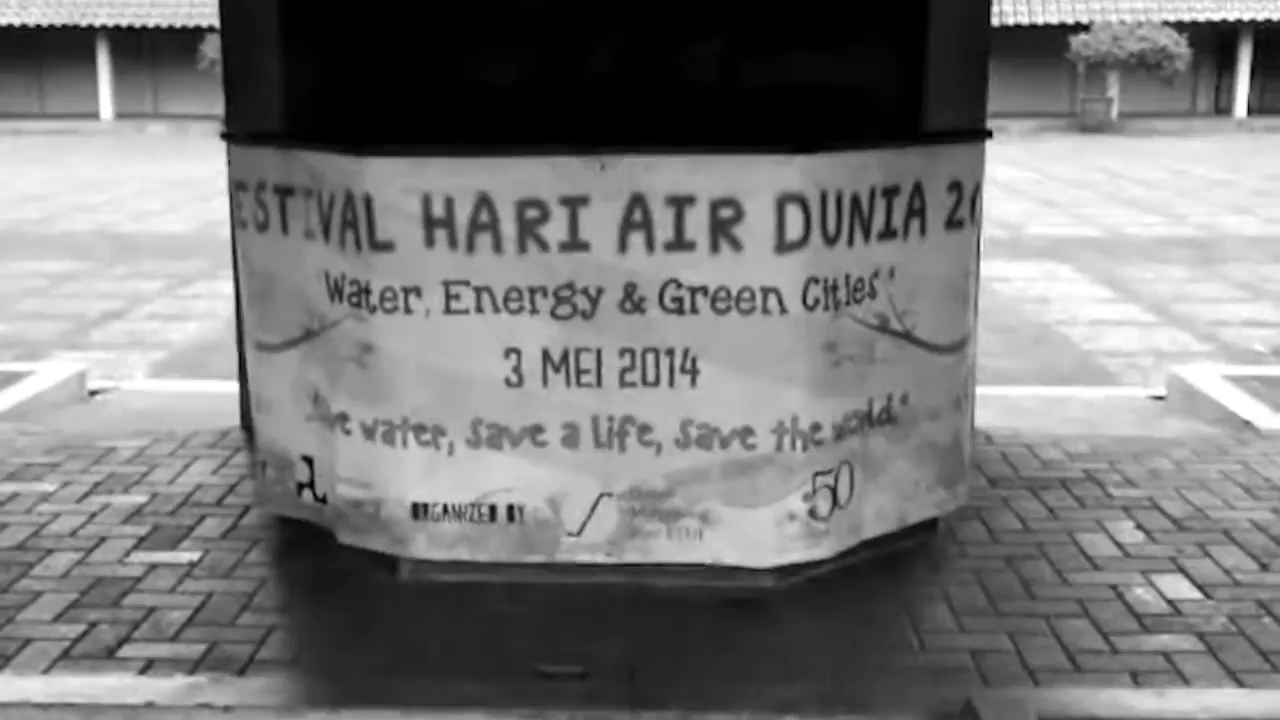 ESTIVAL HARI AIR DUNIA 20
Water, Energy & Green Cities"
3 MEI 2014
water, save a life, save the world."
ORGANIZED BY
50